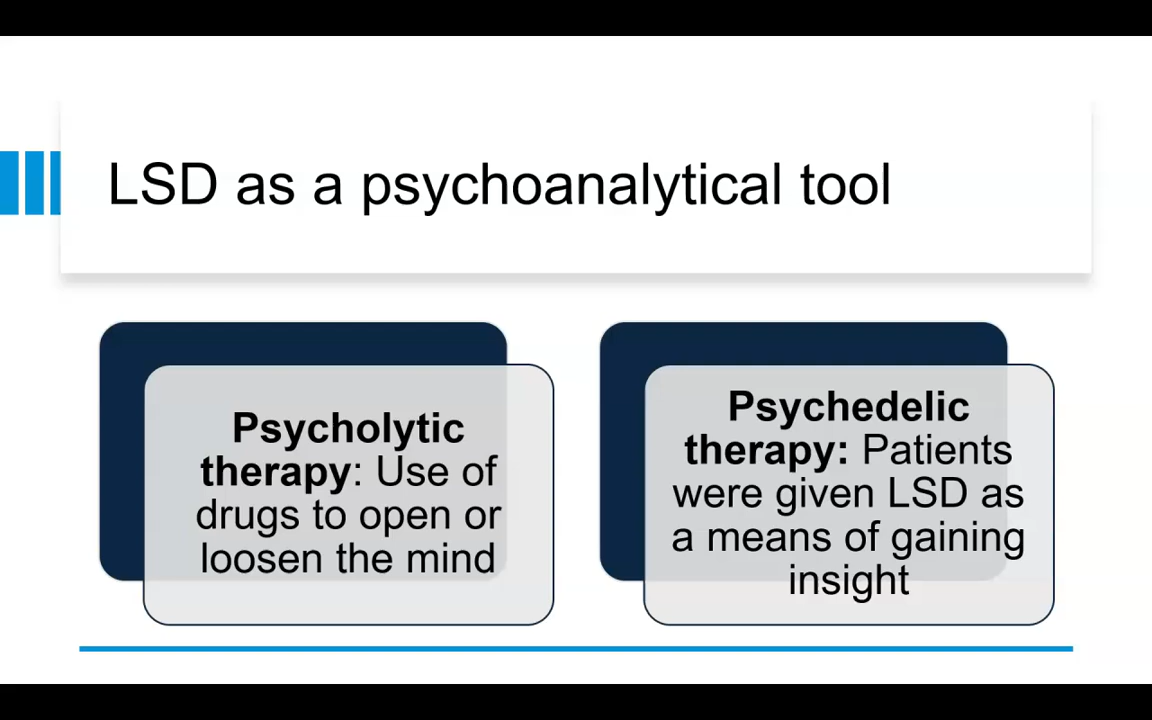 LSD as a psychoanalytical tool
Psycholytic
therapy: Use of
drugs to open or
loosen the mind
Psychedelic
therapy: Patients
were given LSD as
a means of gaining
insight